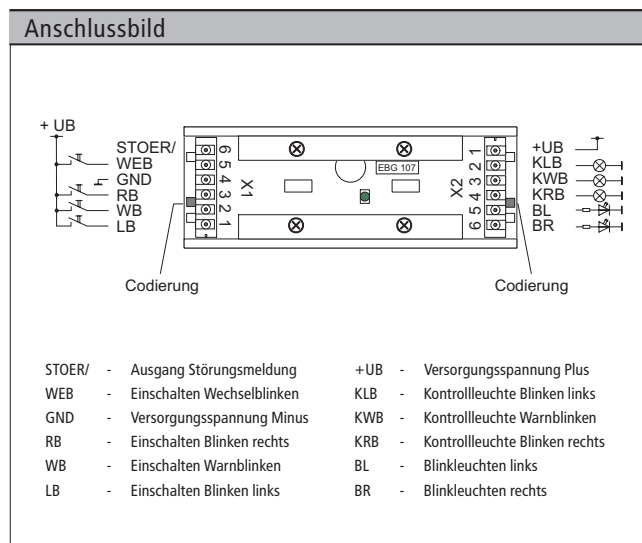 Anschlussbild
+ UB
STOER/
WEB
GND
RB
WB
LB
6
5
4
3
2
1
X1
EBG 107
X2
1
2
3
4
5
6
+UB
KLB
KWB
KRB
BL
BR
Codierung
Codierung
STOER/ - Ausgang Störungsmeldung
WEB - Einschalten Wechselblinken
GND - Versorgungsspannung Minus
RB - Einschalten Blinken rechts
WB - Einschalten Warnblinken
LB - Einschalten Blinken links
+UB - Versorgungsspannung Plus
KLB - Kontrollleuchte Blinken links
KWB - Kontrollleuchte Warnblinken
KRB - Kontrollleuchte Blinken rechts
BL - Blinkleuchten links
BR - Blinkleuchten rechts